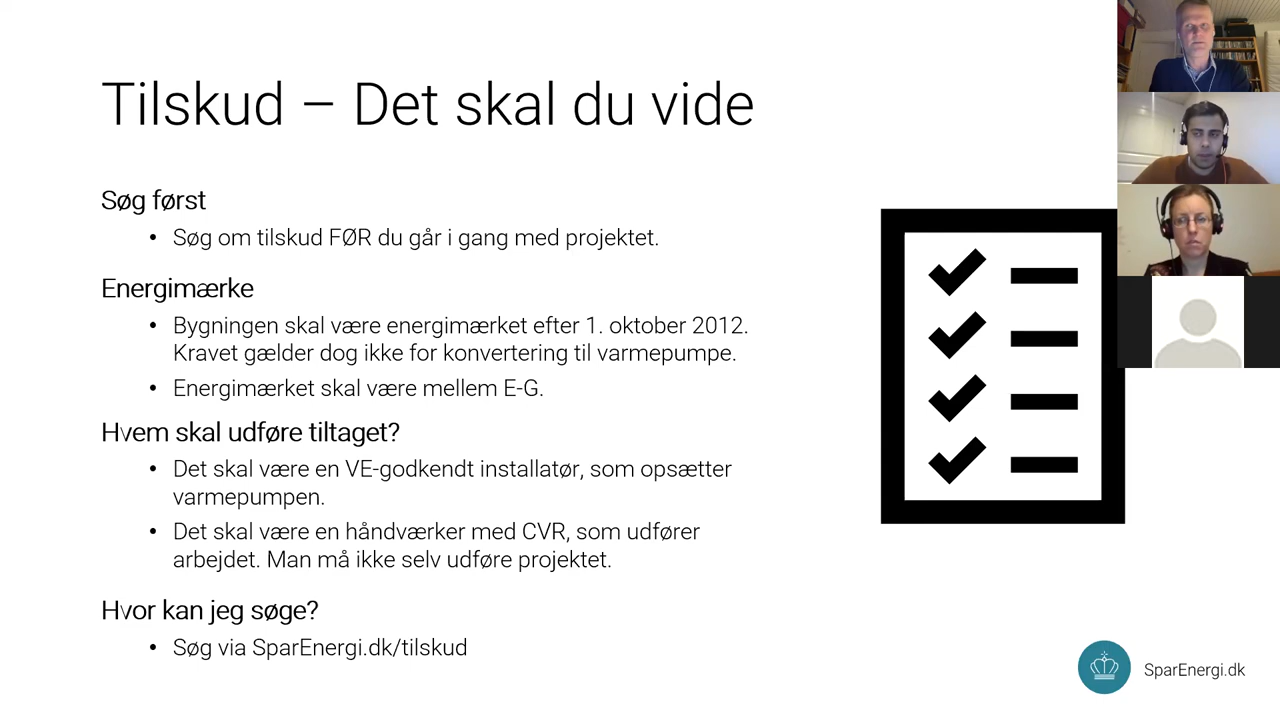 Tilskud – Det skal du vide
Søg først
• Søg om tilskud FØR du går i gang med projektet.
Energimærke
• Bygningen skal være energimærket efter 1. oktober 2012.
Kravet gælder dog ikke for konvertering til varmepumpe.
• Energimærket skal være mellem E-G.
Hvem skal udføre tiltaget?
• Det skal være en VE-godkendt installatør, som opsætter
varmepumpen.
• Det skal være en håndværker med CVR, som udfører
arbejdet. Man må ikke selv udføre projektet.
Hvor kan jeg søge?
• Søg via SparEnergi.dk/tilskud
SparEnergi.dk